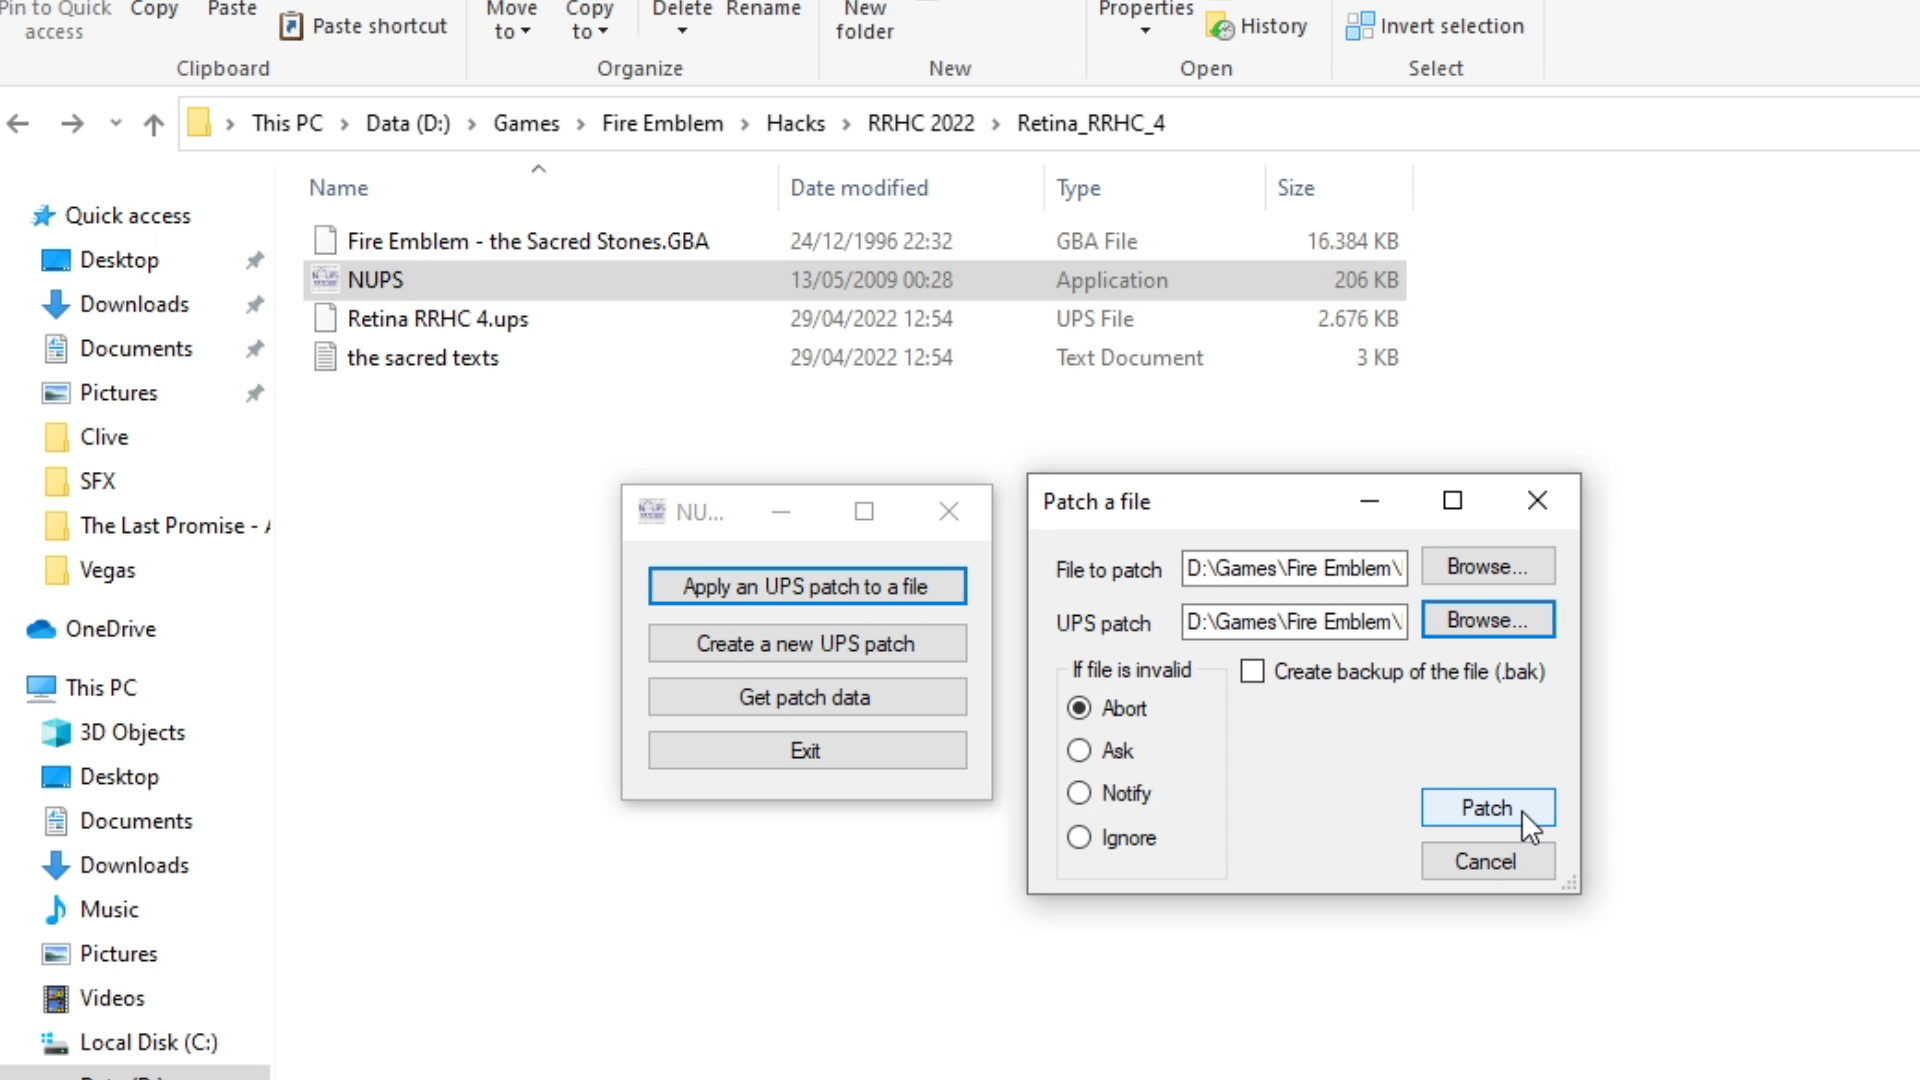 Pin to Quick
access
Copy
Paste
Paste shortcut
Move
to
Copy
to
Delete
Rename
New
folder
Properties
History
Invert selection
Clipboard
Organize
New
Open
Select
This PC
Data (D:)
Games
Fire Emblem
Hacks
RRHC 2022
Retina_RRHC_4
Name
Date modified
Type
Size
Fire Emblem - the Sacred Stones.GBA
24/12/1996 22:32
GBA File
16.384 KB
NUPS
13/05/2009 00:28
Application
206 KB
Retina RRHC 4.ups
29/04/2022 12:54
UPS File
2.676 KB
the sacred texts
29/04/2022 12:54
Text Document
3 KB
Quick access
Desktop
Downloads
Documents
Pictures
Clive
SFX
The Last Promise -
Vegas
OneDrive
This PC
3D Objects
Desktop
Documents
Downloads
Music
Pictures
Videos
Local Disk (C:)
NU...
Apply an UPS patch to a file
Create a new UPS patch
Get patch data
Exit
Patch a file
File to patch
D:\Games\Fire Emblem\
Browse...
UPS patch
D:\Games\Fire Emblem\
Browse...
If file is invalid
Create backup of the file (.bak)
Abort
Ask
Notify
Ignore
Patch
Cancel